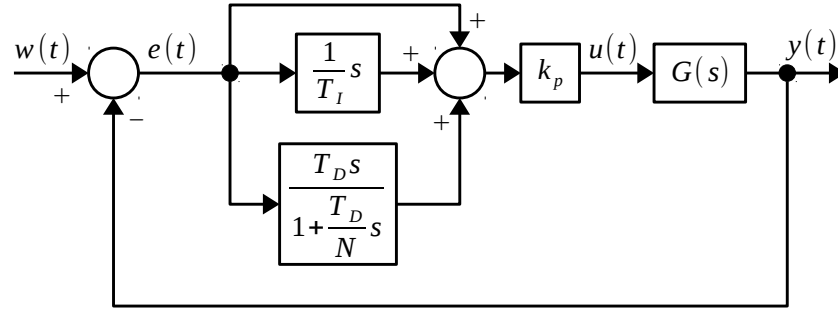 w(t)
+
−
e(t)
1/T_I s
+
+
+
k_p
u(t)
G(s)
y(t)
T_D s
1+T_D/N s